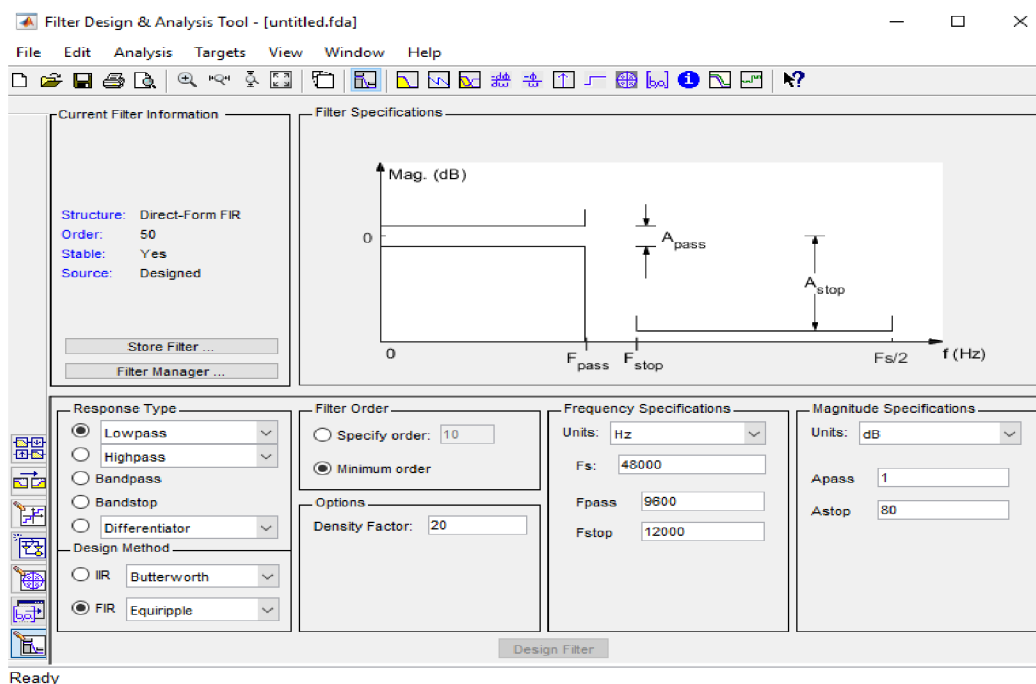 Filter Design & Analysis Tool - [untitled.fda]
File Edit Analysis Targets View Window Help
Current Filter Information
Structure: Direct-Form FIR
Order: 50
Stable: Yes
Source: Designed
Store Filter ...
Filter Manager ...
Filter Specifications
Mag. (dB)
0
Apass
Astop
0
Fpass
Fstop
Fs/2
f (Hz)
Response Type
Lowpass
Highpass
Bandpass
Bandstop
Differentiator
Design Method
IIR Butterworth
FIR Equiripple
Filter Order
Specify order: 10
Minimum order
Options
Density Factor: 20
Frequency Specifications
Units: Hz
Fs: 48000
Fpass 9600
Fstop 12000
Magnitude Specifications
Units: dB
Apass 1
Astop 80
Design Filter
Ready